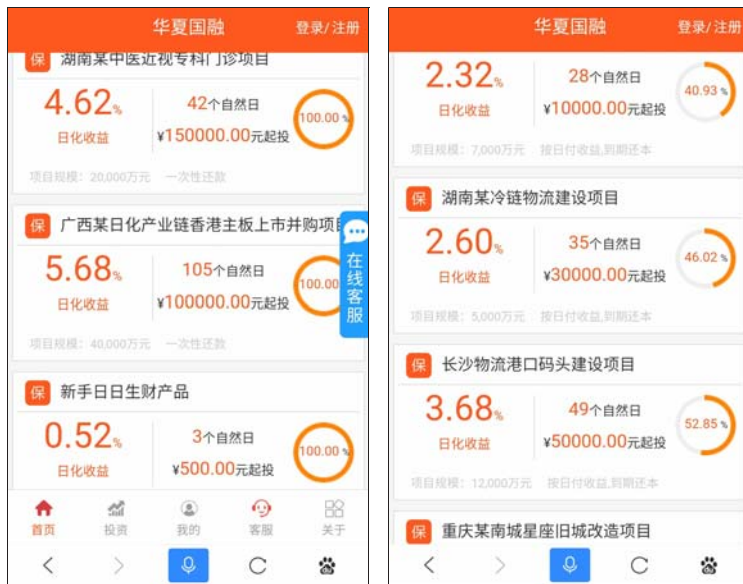 华夏国融
登录/注册
保 湖南某中医近视专科门诊项目
4.62%
42个自然日
日化收益
¥150000.00元起投
100.00 %
项目规模：20,000万元 一次性还款
保 广西某日化产业链香港主板上市并购项
5.68%
105个自然日
日化收益
¥100000.00元起投
100.00
项目规模：40,000万元 一次性还款
在线客服
保 新手日日生财产品
0.52%
3个自然日
日化收益
¥500.00元起投
100.00 %
首页 投资 我的 客服 关于
华夏国融
登录/注册
2.32%
28个自然日
日化收益
¥10000.00元起投
40.93 %
项目规模：7,000万元 按日付收益,到期还本
保 湖南某冷链物流建设项目
2.60%
35个自然日
日化收益
¥30000.00元起投
46.02 %
项目规模：5,000万元 按日付收益,到期还本
保 长沙物流港口码头建设项目
3.68%
49个自然日
日化收益
¥50000.00元起投
52.85 %
项目规模：12,000万元 按日付收益,到期还本
保 重庆某南城星座旧城改造项目